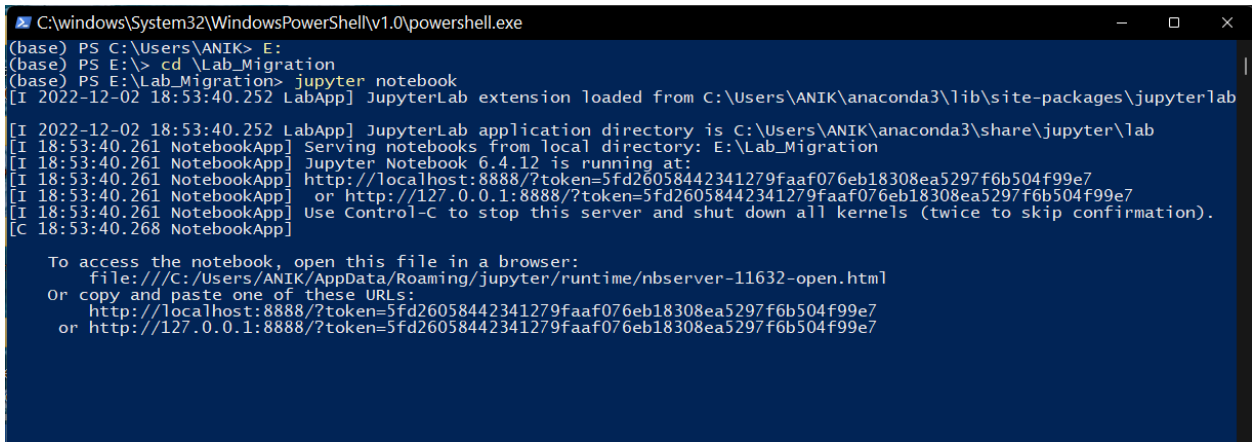 C:\windows\System32\WindowsPowerShell\v1.0\powershell.exe
(base) PS C:\Users\ANIK> E:
(base) PS E:\> cd \Lab_Migration
(base) PS E:\Lab_Migration> jupyter notebook
[I 2022-12-02 18:53:40.252 LabApp] JupyterLab extension loaded from C:\Users\ANIK\anaconda3\lib\site-packages\jupyterlab
[I 2022-12-02 18:53:40.252 LabApp] JupyterLab application directory is C:\Users\ANIK\anaconda3\share\jupyter\lab
[I 18:53:40.261 NotebookApp] Serving notebooks from local directory: E:\Lab_Migration
[I 18:53:40.261 NotebookApp] Jupyter Notebook 6.4.12 is running at:
[I 18:53:40.261 NotebookApp] http://localhost:8888/?token=5fd26058442341279faaf076eb18308ea5297f6b504f99e7
[I 18:53:40.261 NotebookApp]  or http://127.0.0.1:8888/?token=5fd26058442341279faaf076eb18308ea5297f6b504f99e7
[I 18:53:40.261 NotebookApp] Use Control-C to stop this server and shut down all kernels (twice to skip confirmation).
[C 18:53:40.268 NotebookApp]
To access the notebook, open this file in a browser:
file:///C:/Users/ANIK/AppData/Roaming/jupyter/runtime/nbserver-11632-open.html
Or copy and paste one of these URLs:
http://localhost:8888/?token=5fd26058442341279faaf076eb18308ea5297f6b504f99e7
or http://127.0.0.1:8888/?token=5fd26058442341279faaf076eb18308ea5297f6b504f99e7